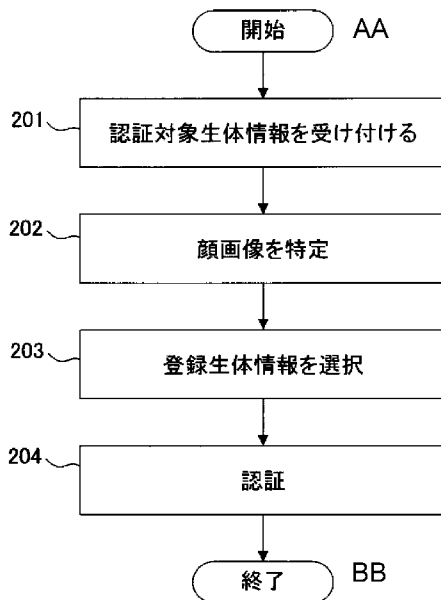 開始 AA
201
認証対象生体情報を受け付ける
202
顔画像を特定
203
登録生体情報を選択
204
認証
終了 BB